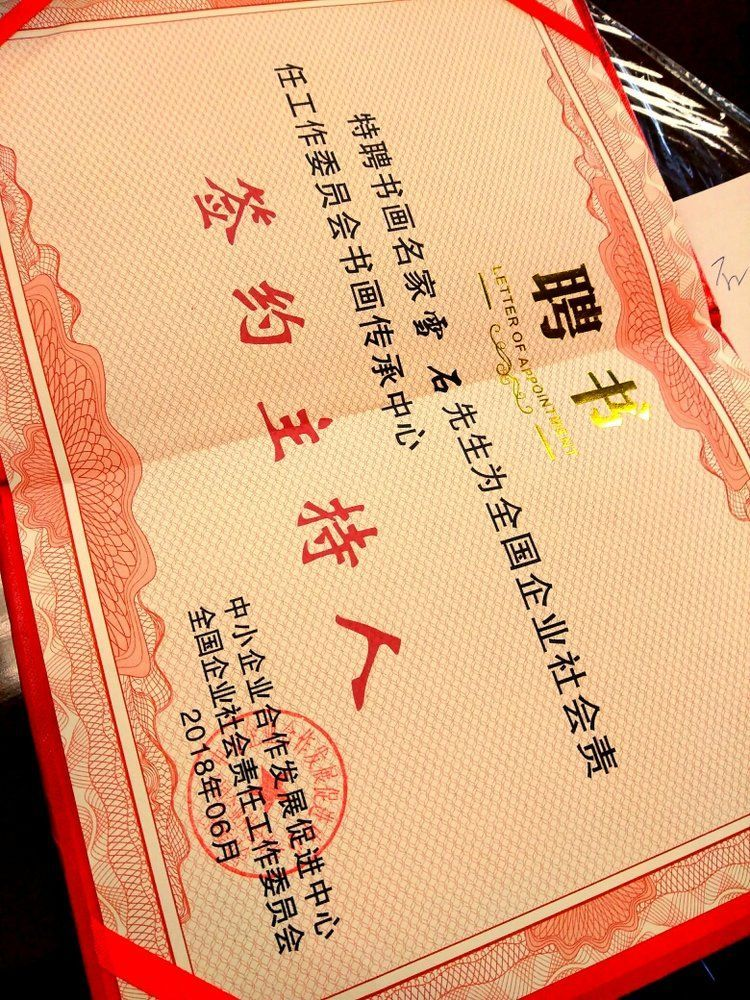 聘书
LETTER OF APPOINTMENT
特聘书画名家雪石先生为全国企业社会责
任工作委员会书画传承中心
签约主持人
中小企业合作发展促进中心
全国企业社会责任工作委员会
2018年06月